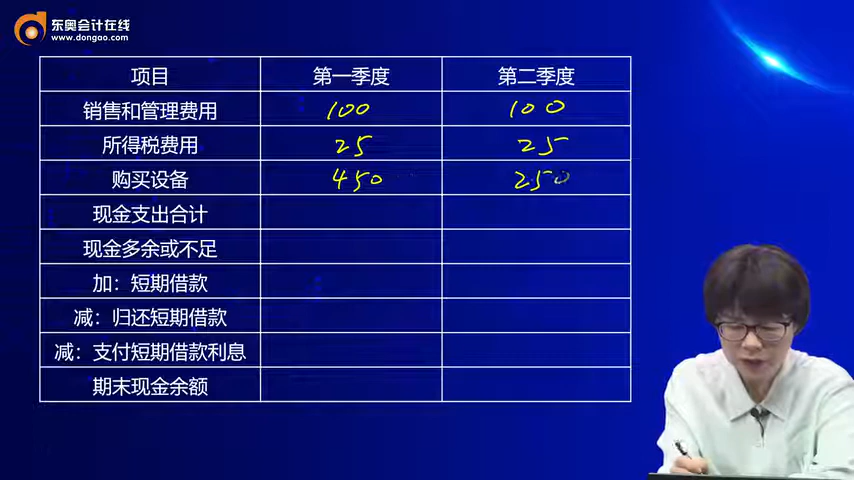 东奥会计在线
www.dongao.com
项目 第一季度 第二季度
销售和管理费用 100 100
所得税费用 25 25
购买设备 450 250
现金支出合计
现金多余或不足
加：短期借款
减：归还短期借款
减：支付短期借款利息
期末现金余额